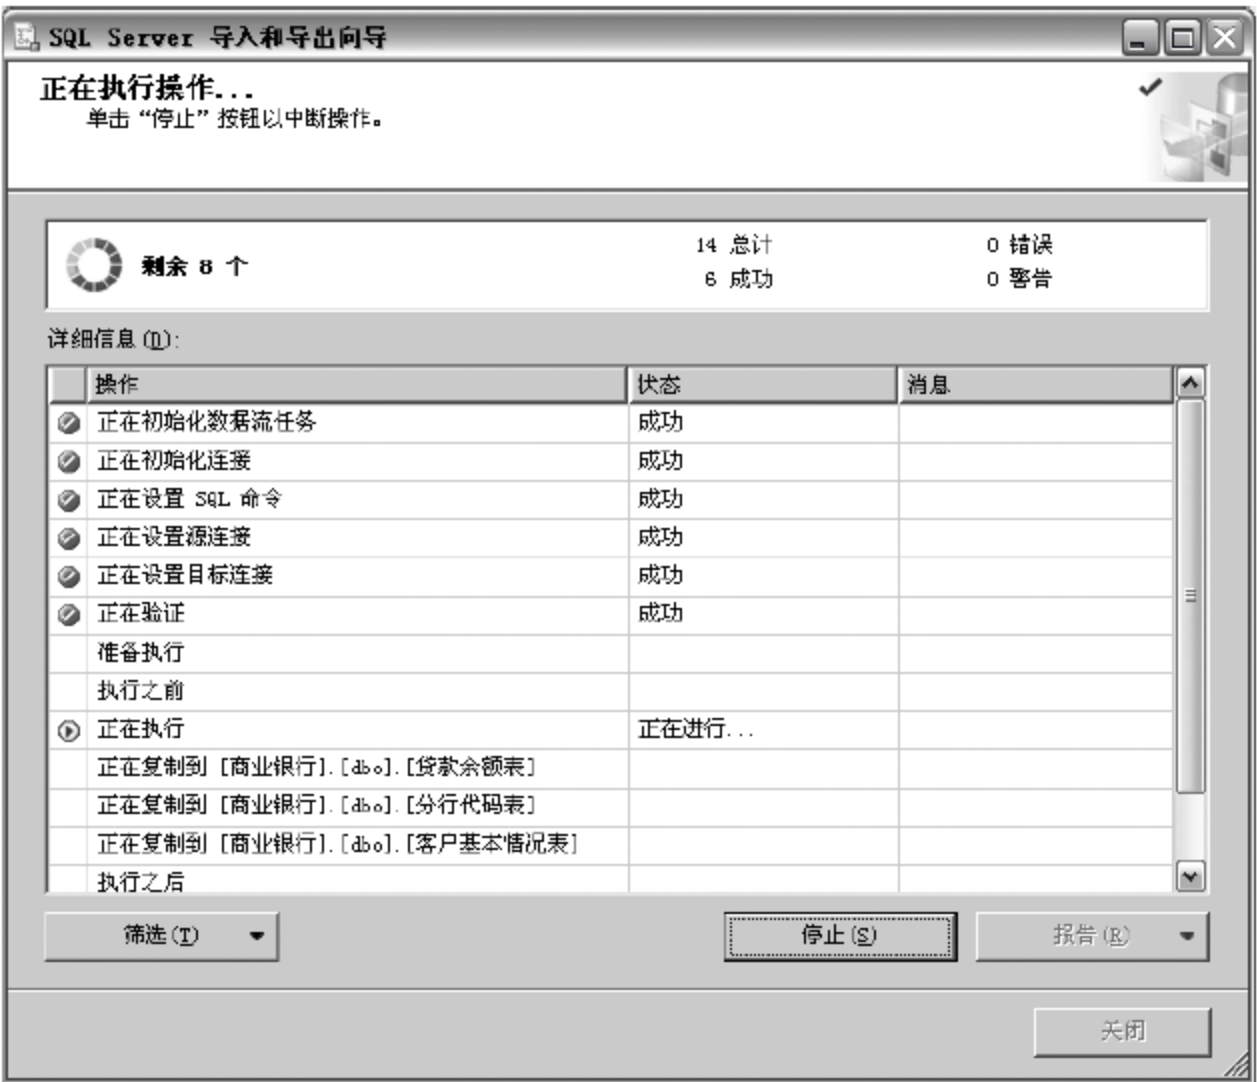 SQL Server 导入和导出向导
正在执行操作...
单击“停止”按钮以中断操作。
剩余 8 个
14 总计
0 错误
6 成功
0 警告
详细信息(D):
操作 状态 消息
正在初始化数据流任务 成功
正在初始化连接 成功
正在设置 SQL 命令 成功
正在设置源连接 成功
正在设置目标连接 成功
正在验证 成功
准备执行
执行之前
正在执行 正在进行...
正在复制到 [商业银行].[dbo].[贷款余额表]
正在复制到 [商业银行].[dbo].[分行代码表]
正在复制到 [商业银行].[dbo].[客户基本情况表]
执行之后
筛选(T) 停止(S) 报告(R)
关闭